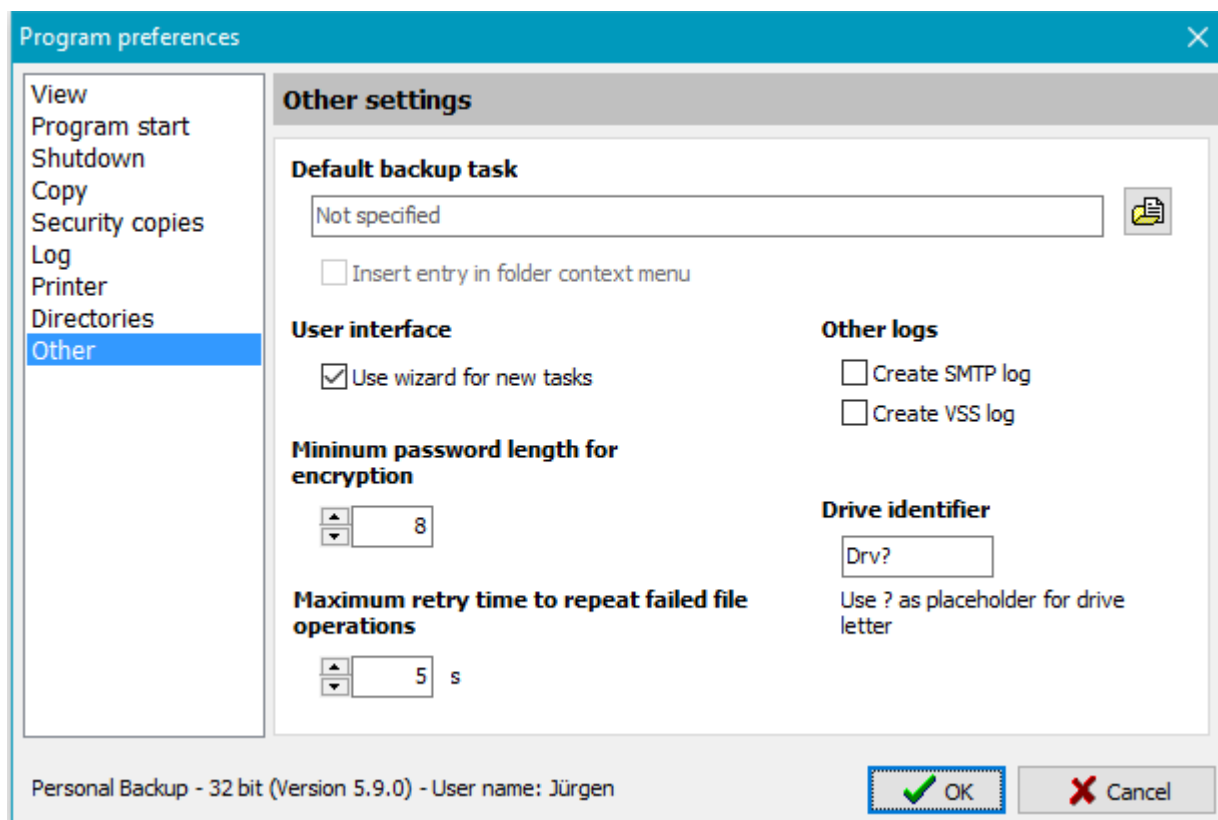 Program preferences
View
Program start
Shutdown
Copy
Security copies
Log
Printer
Directories
Other
Other settings
Default backup task
Not specified
Insert entry in folder context menu
User interface
Use wizard for new tasks
Other logs
Create SMTP log
Create VSS log
Mininum password length for
encryption
8
Drive identifier
Drv?
Use ? as placeholder for drive
letter
Maximum retry time to repeat failed file
operations
5 s
Personal Backup - 32 bit (Version 5.9.0) - User name: Jürgen
OK
Cancel